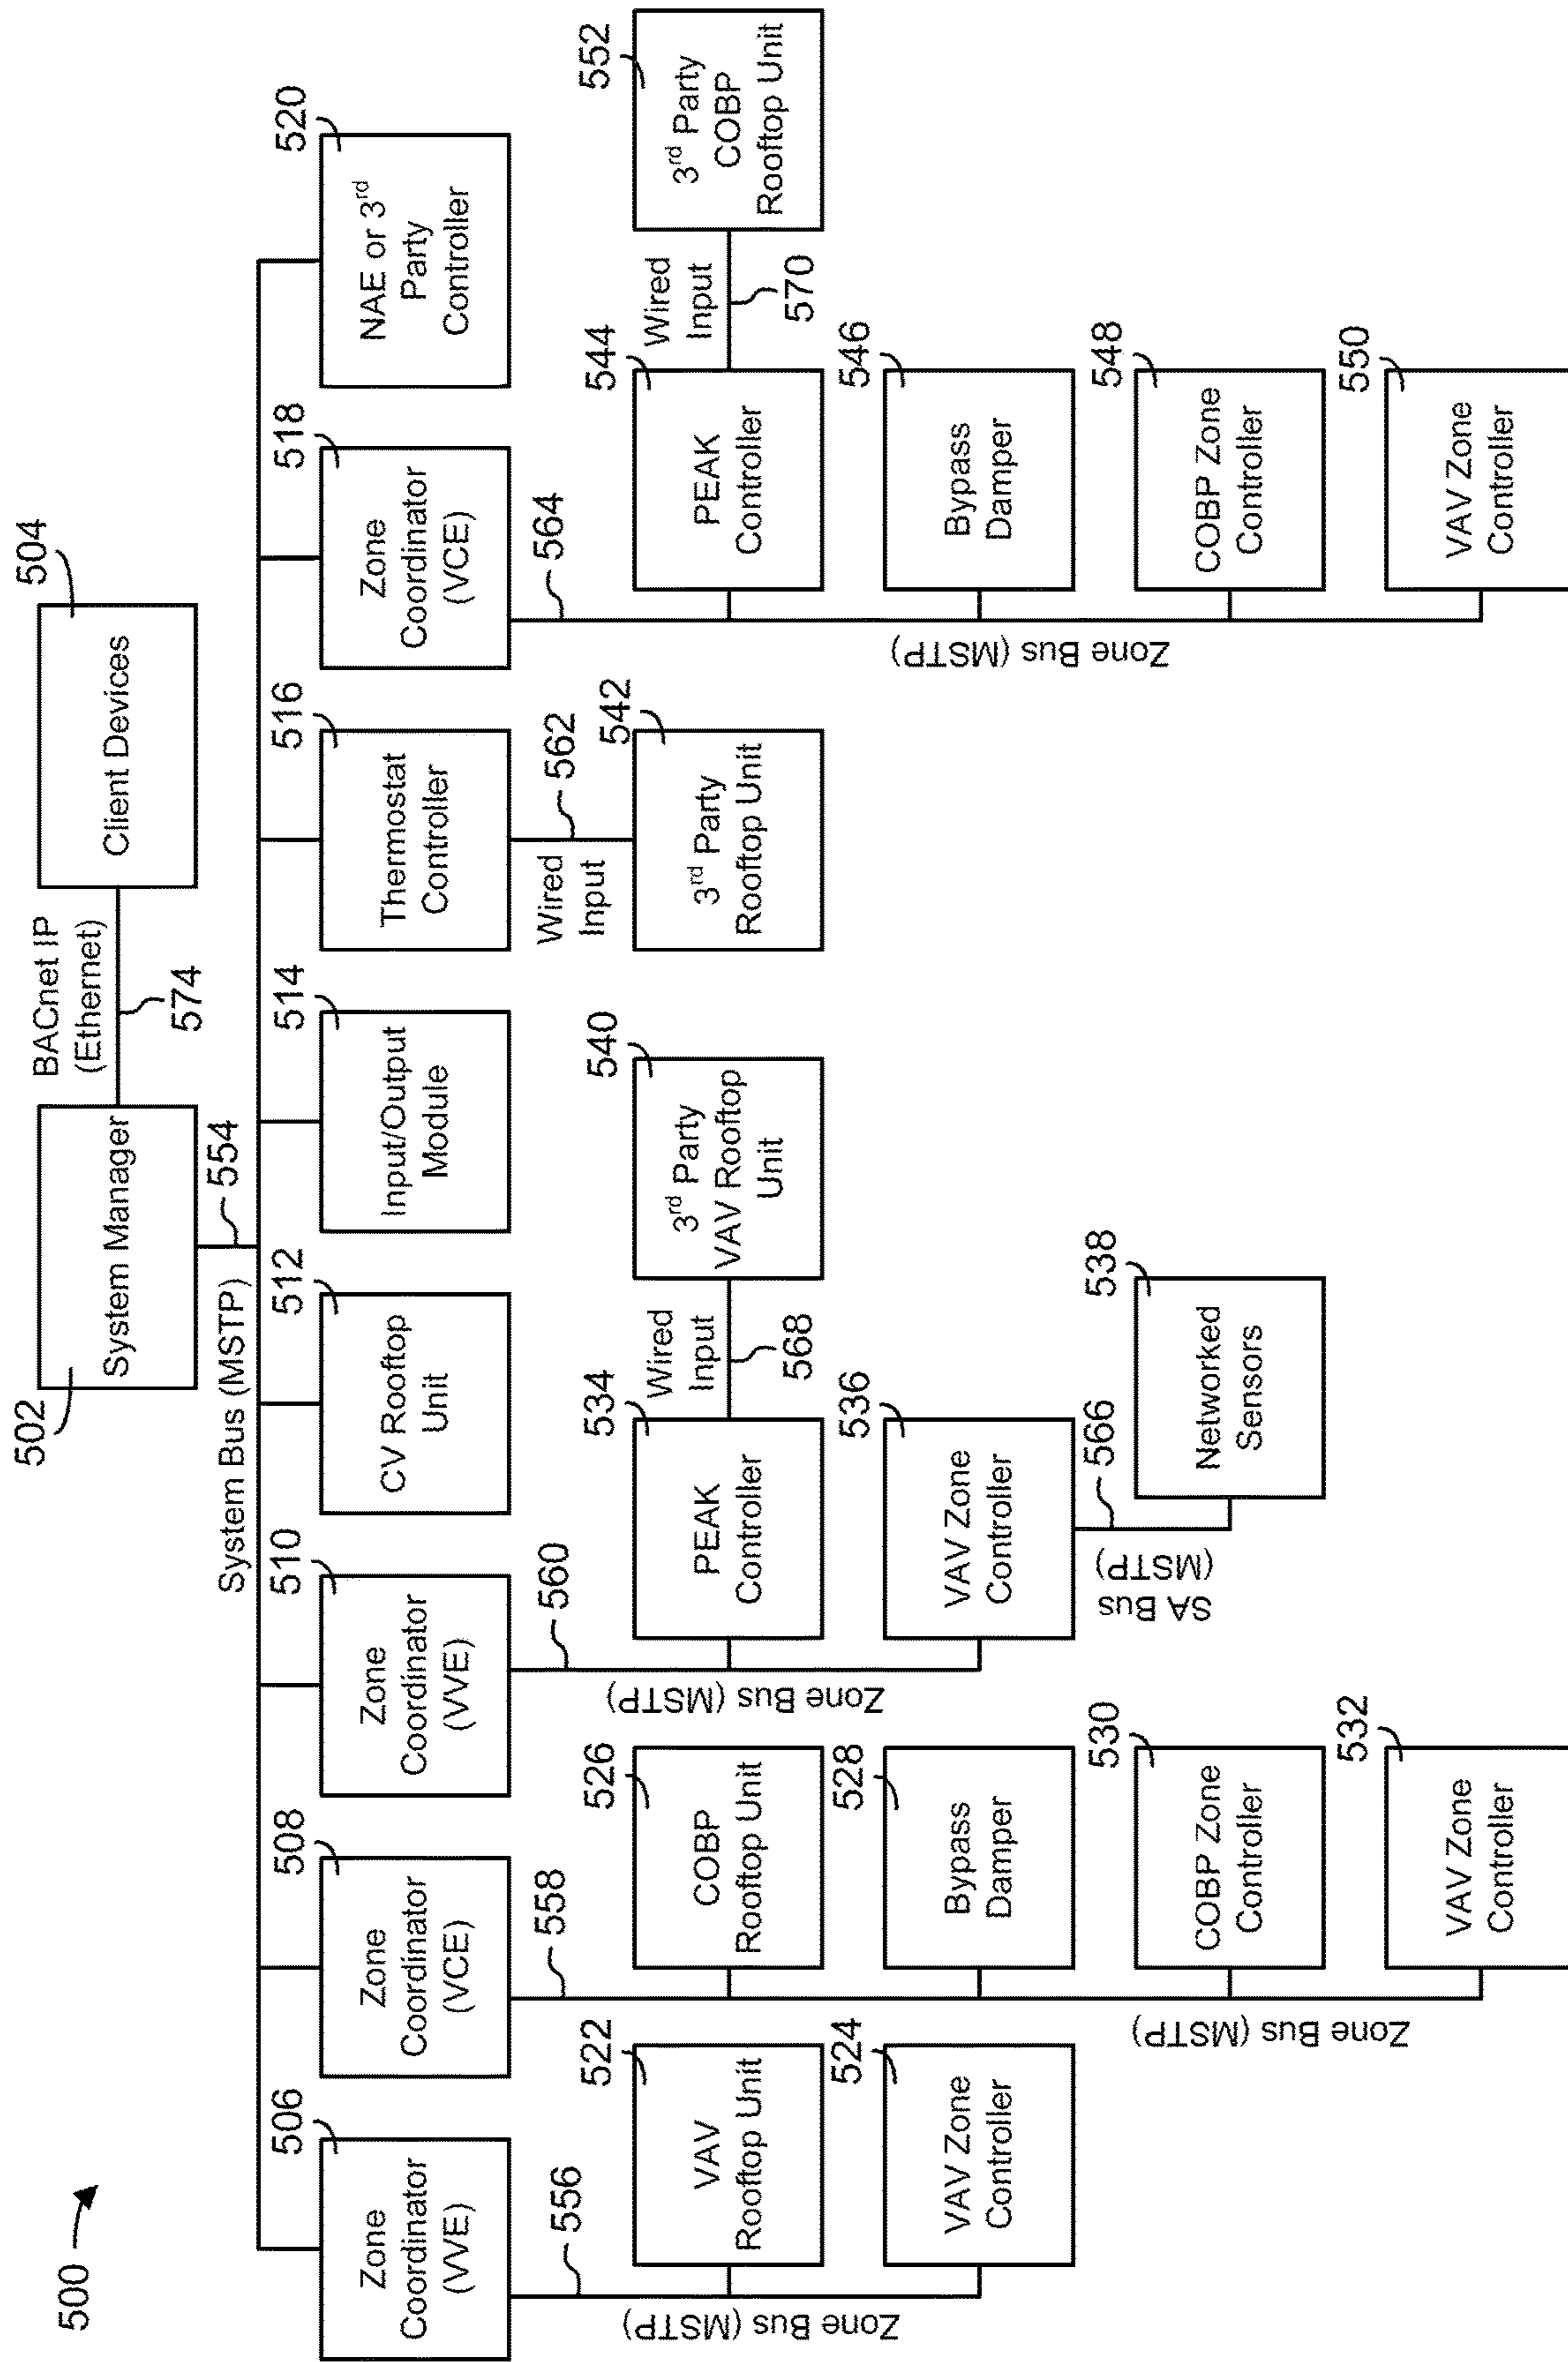 500
502
System Manager
BACnet IP
(Ethernet)
574
504
Client Devices
System Bus (MSTP)
554
506
Zone
Coordinator
(VVE)
508
Zone
Coordinator
(VCE)
510
Zone
Coordinator
(VVE)
512
CV Rooftop
Unit
514
Input/Output
Module
516
Thermostat
Controller
518
Zone
Coordinator
(VCE)
520
NAE or 3rd
Party
Controller
556
Zone Bus (MSTP)
522
VAV
Rooftop Unit
524
VAV Zone
Controller
558
Zone Bus (MSTP)
526
COBP
Rooftop Unit
528
Bypass
Damper
530
COBP Zone
Controller
532
VAV Zone
Controller
560
Zone Bus (MSTP)
534
PEAK
Controller
Wired
Input
568
540
3rd Party
VAV Rooftop
Unit
536
VAV Zone
Controller
566
SA Bus
(MSTP)
538
Networked
Sensors
Wired
Input
562
542
3rd Party
Rooftop Unit
564
Zone Bus (MSTP)
544
PEAK
Controller
Wired
Input
570
552
3rd Party
COBP
Rooftop Unit
546
Bypass
Damper
548
COBP Zone
Controller
550
VAV Zone
Controller